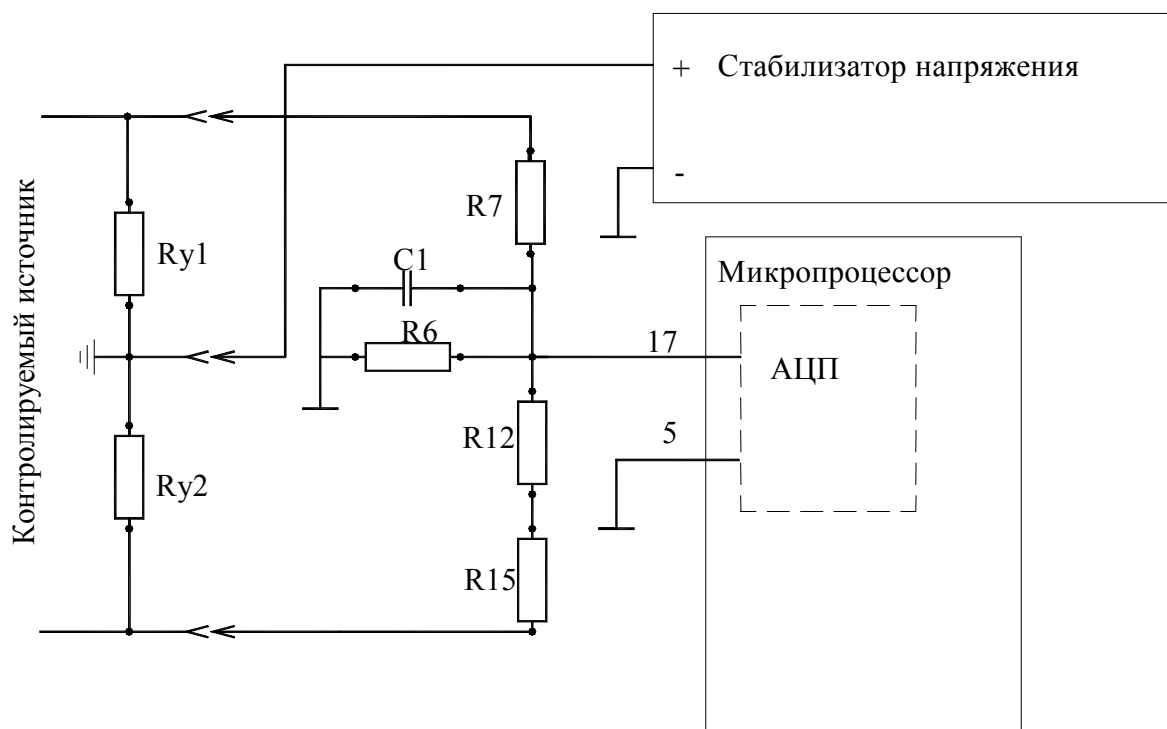 + Стабилизатор напряжения
-
R7
Контролируемый источник
Ry1
C1
Микропроцессор
R6
17
АЦП
R12
5
Ry2
R15